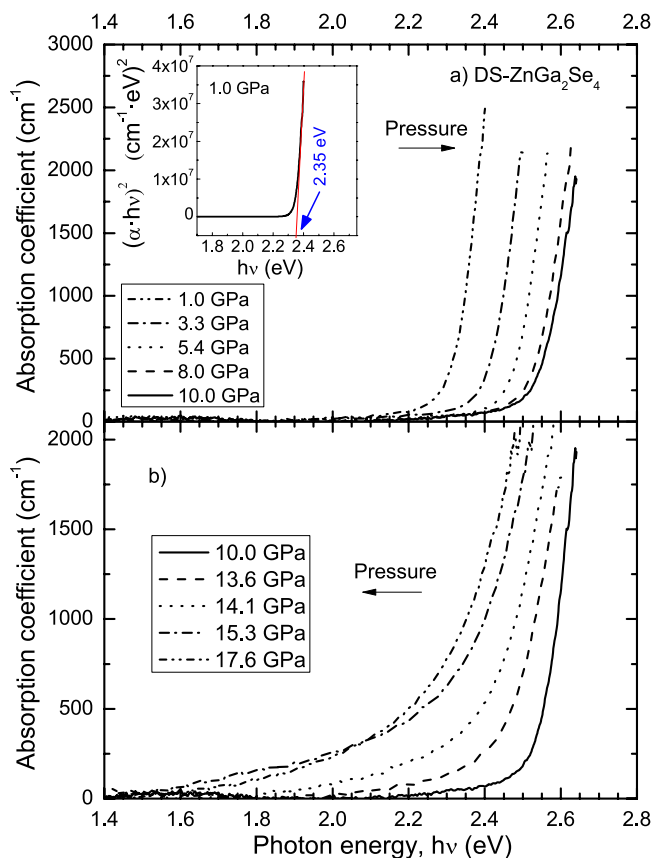 1.4 1.6 1.8 2.0 2.2 2.4 2.6 2.8
3000
2500
2000
1500
1000
500
0
Absorption coefficient (cm⁻¹)
a) DS-ZnGa₂Se₄
Pressure
(α·hν)² (cm⁻¹·eV)²
4x10⁷
3x10⁷
2x10⁷
1x10⁷
0
1.0 GPa
2.35 eV
1.8 2.0 2.2 2.4 2.6
hν (eV)
1.0 GPa
3.3 GPa
5.4 GPa
8.0 GPa
10.0 GPa
2000
1500
1000
500
0
Absorption coefficient (cm⁻¹)
b)
Pressure
10.0 GPa
13.6 GPa
14.1 GPa
15.3 GPa
17.6 GPa
1.4 1.6 1.8 2.0 2.2 2.4 2.6 2.8
Photon energy, hν (eV)